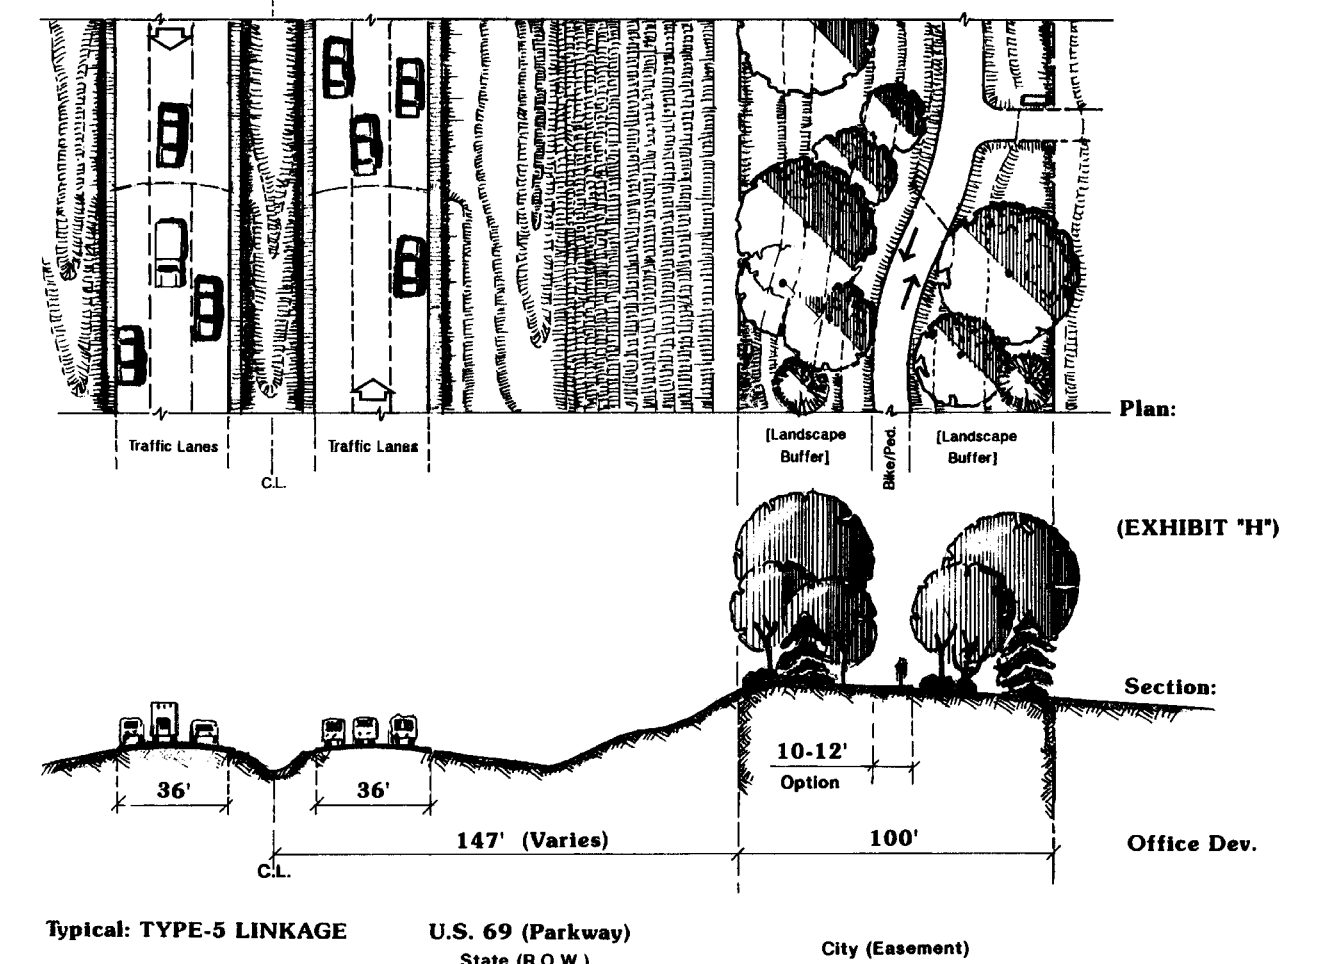 Plan:
Traffic Lanes
Traffic Lanes
[Landscape
Buffer]
Bike/Ped.
[Landscape
Buffer]
C.L.
(EXHIBIT "H")
Section:
10-12'
Option
36'
36'
147' (Varies)
100'
Office Dev.
C.L.
Typical: TYPE-5 LINKAGE
U.S. 69 (Parkway)
City (Easement)
State (R.O.W.)